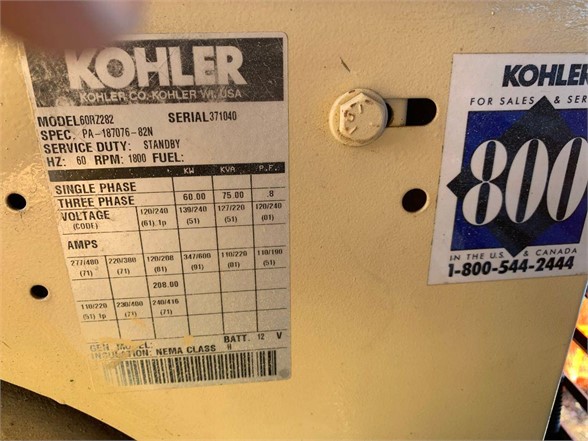 KOHLER
KOHLER CO. KOHLER WI. USA
MODEL 60RZ282 SERIAL 371040
SPEC. PA-187076-82N
SERVICE DUTY: STANDBY
HZ: 60 RPM: 1800 FUEL:
KW KVA P.F.
SINGLE PHASE
THREE PHASE 60.00 75.00 .8
VOLTAGE 120/240 139/240 127/220 120/240
(CODE) (61) 1p (51) (51) (81)
AMPS
277/480 220/380 120/208 347/600 110/220 110/190
(71) (71) (81) (91) (81) (51)
208.00
110/220 230/400 240/416
(51) 1p (71) (71)
GEN. MODEL: BATT. 12 V
INSULATION: NEMA CLASS H
KOHLER
FOR SALES & SER
800
IN THE U.S. & CANADA
1-800-544-2444